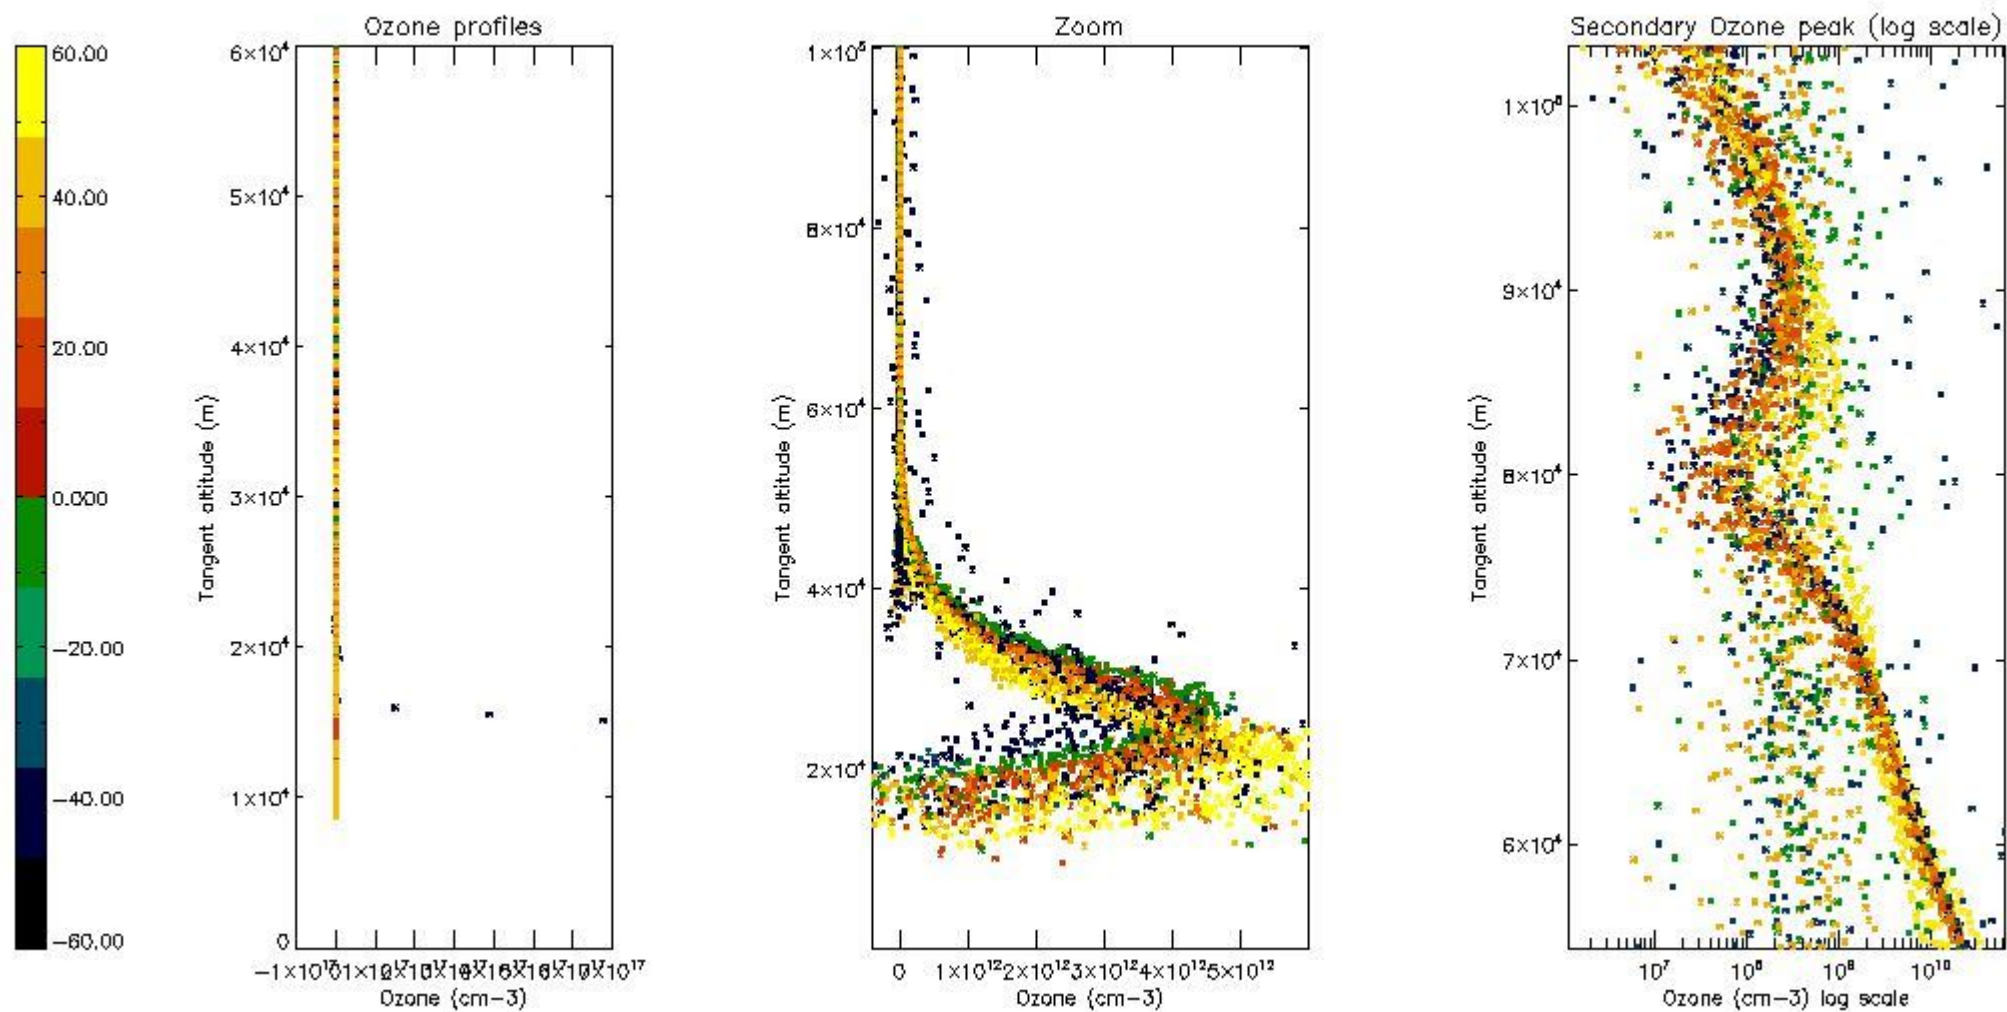 Ozone profiles
Zoom
Secondary Ozone peak (log scale)
60.00
40.00
20.00
0.000
−20.00
−40.00
−60.00
6×10⁴
5×10⁴
4×10⁴
3×10⁴
2×10⁴
1×10⁴
0
Tangent altitude (m)
Ozone (cm−3)
1×10⁵
8×10⁴
6×10⁴
4×10⁴
2×10⁴
Tangent altitude (m)
0 1×10¹² 2×10¹² 3×10¹² 4×10¹² 5×10¹²
Ozone (cm−3)
1×10⁵
9×10⁴
8×10⁴
7×10⁴
6×10⁴
Tangent altitude (m)
10⁷ 10⁸ 10⁹ 10¹⁰
Ozone (cm−3) log scale